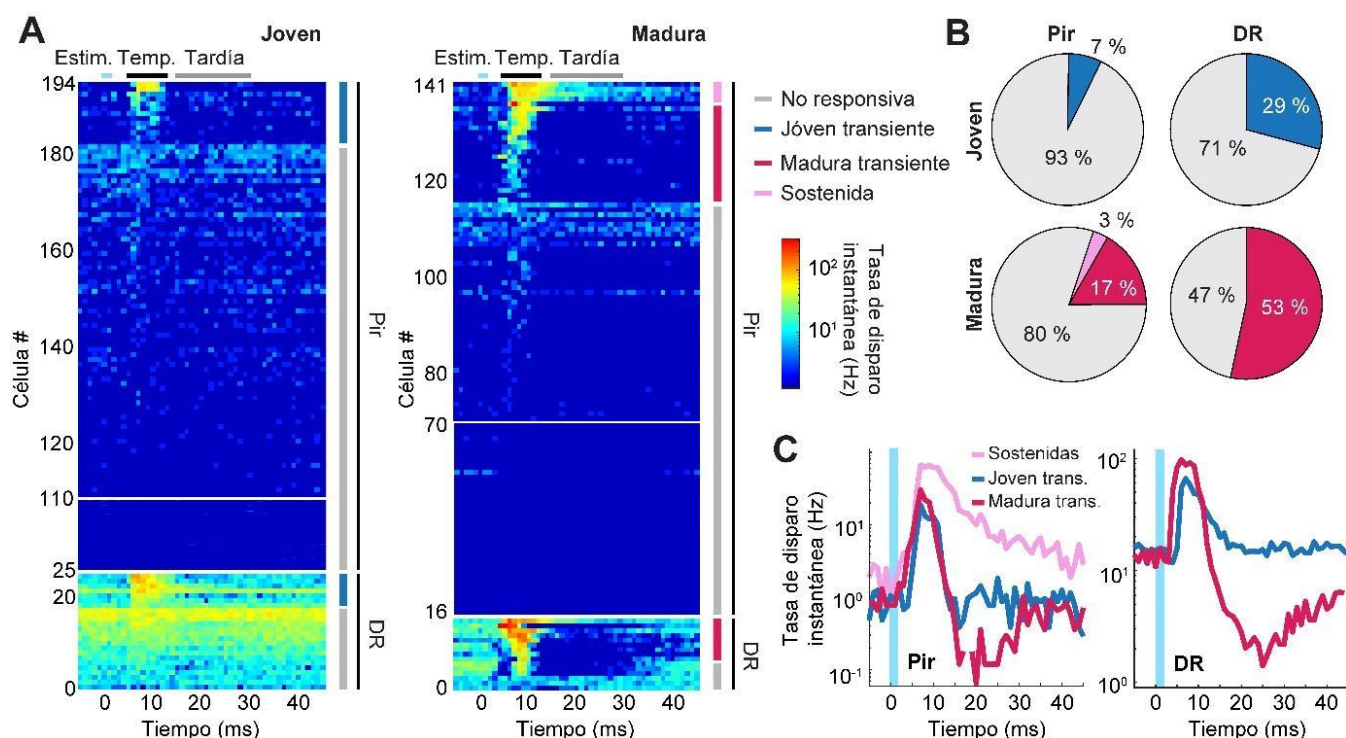 A
Joven
Estim. Temp. Tardía
194
180
160
140
120
110
25
20
0
Célula #
Pir
DR
0 10 20 30 40
Tiempo (ms)
Madura
Estim. Temp. Tardía
141
120
100
80
70
16
0
Célula #
Pir
DR
0 10 20 30 40
Tiempo (ms)
No responsiva
Jóven transiente
Madura transiente
Sostenida
10²
10¹
Tasa de disparo
instantánea (Hz)
B
Pir DR
Joven
7 %
93 %
29 %
71 %
Madura
3 %
17 %
80 %
47 %
53 %
C
Sostenidas
Joven trans.
Madura trans.
Tasa de disparo
instantánea (Hz)
10¹
10⁰
10⁻¹
Pir
0 10 20 30 40
Tiempo (ms)
10²
10¹
10⁰
DR
0 10 20 30 40
Tiempo (ms)